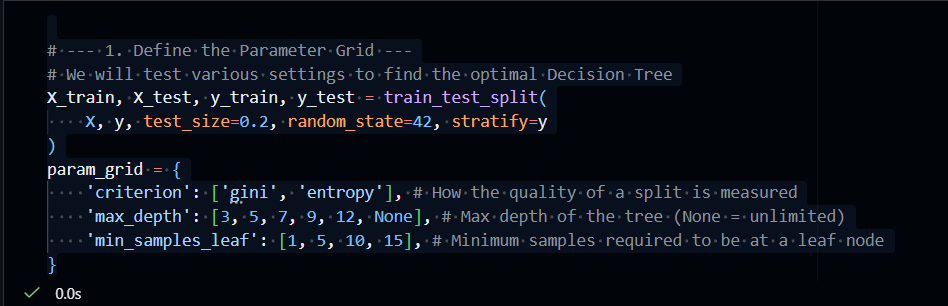 # --- 1. Define the Parameter Grid ---
# We will test various settings to find the optimal Decision Tree
X_train, X_test, y_train, y_test = train_test_split(
    X, y, test_size=0.2, random_state=42, stratify=y
)
param_grid = {
    'criterion': ['gini', 'entropy'], # How the quality of a split is measured
    'max_depth': [3, 5, 7, 9, 12, None], # Max depth of the tree (None = unlimited)
    'min_samples_leaf': [1, 5, 10, 15], # Minimum samples required to be at a leaf node
}
0.0s